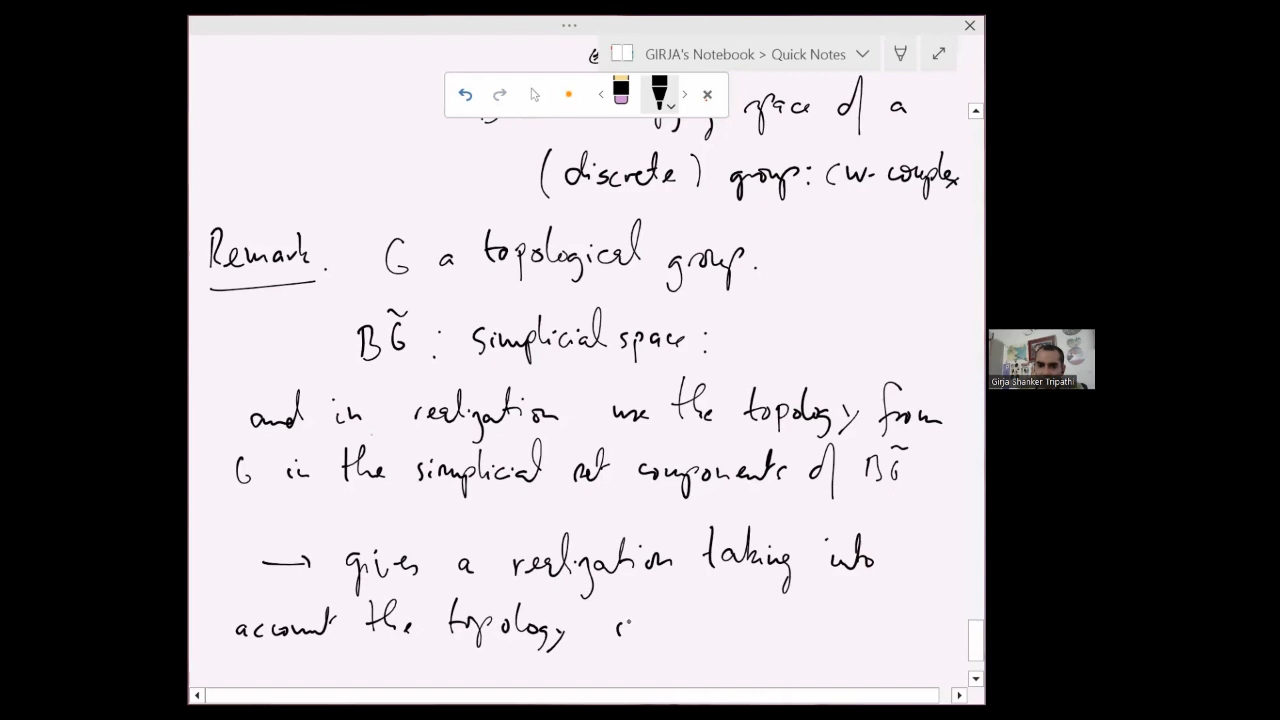 GIRJA's Notebook > Quick Notes
space of a
(discrete) group: CW-complex
Remark. G a topological group.
BG̃ : Simplicial space:
and in realization use the topology from
G in the simplicial set components of BG̃
→ gives a realization taking into
account the topology
Girja Shanker Tripathi